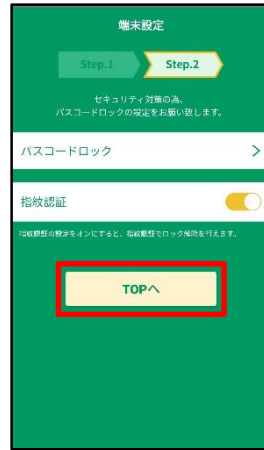 端末設定
Step.1
Step.2
セキュリティ対策の為、
パスコードロックの設定をお願い致します。
パスコードロック
指紋認証
指紋認証の設定をオンにすると、指紋認証でロック解除を行えます。
TOPへ